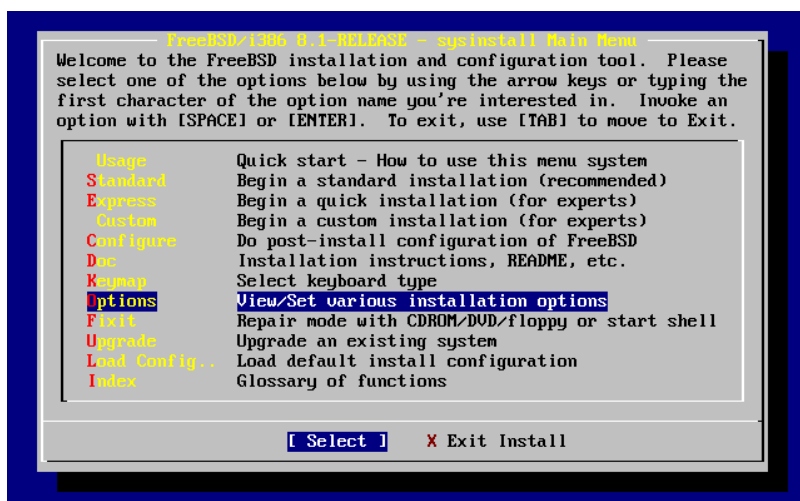 FreeBSD/i386 8.1-RELEASE - sysinstall Main Menu
Welcome to the FreeBSD installation and configuration tool.  Please
select one of the options below by using the arrow keys or typing the
first character of the option name you're interested in.  Invoke an
option with [SPACE] or [ENTER].  To exit, use [TAB] to move to Exit.
Usage Quick start - How to use this menu system
Standard Begin a standard installation (recommended)
Express Begin a quick installation (for experts)
Custom Begin a custom installation (for experts)
Configure Do post-install configuration of FreeBSD
Doc Installation instructions, README, etc.
Keymap Select keyboard type
Options View/Set various installation options
Fixit Repair mode with CDROM/DVD/floppy or start shell
Upgrade Upgrade an existing system
Load Config.. Load default install configuration
Index Glossary of functions
[ Select ] X Exit Install